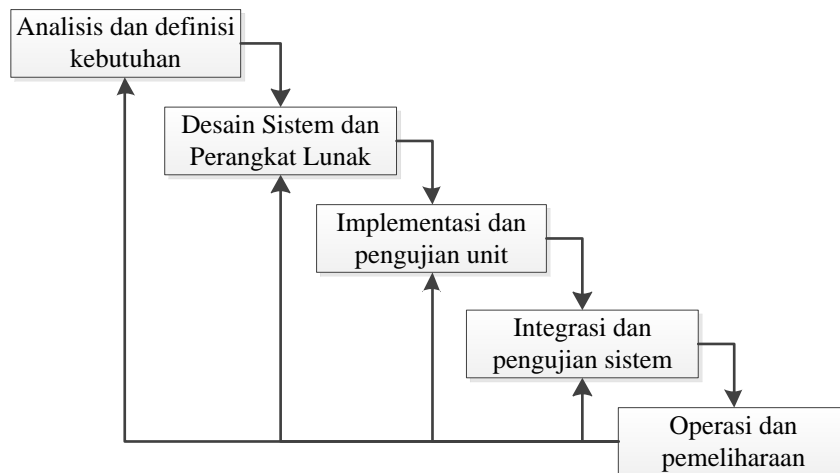 Analisis dan definisi
kebutuhan
Desain Sistem dan
Perangkat Lunak
Implementasi dan
pengujian unit
Integrasi dan
pengujian sistem
Operasi dan
pemeliharaan